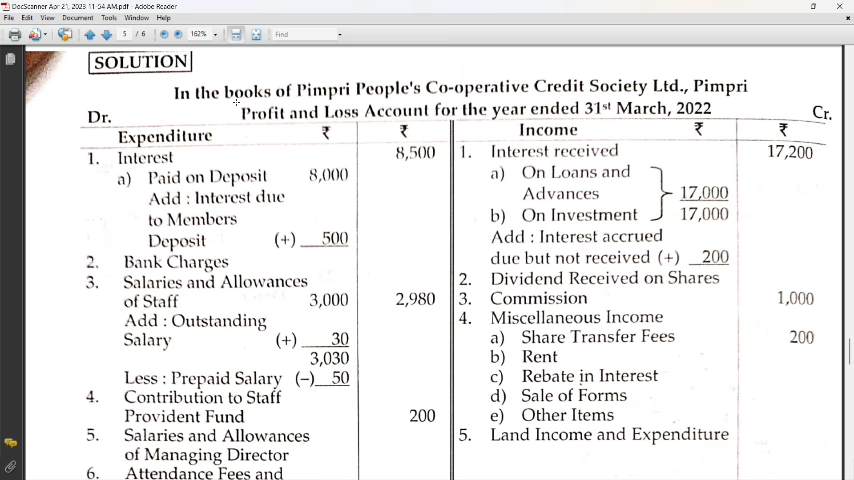 DocScanner Apr 21, 2023 11-54 AM.pdf - Adobe Reader
File Edit View Document Tools Window Help
5 / 6 162% Find
SOLUTION
In the books of Pimpri People's Co-operative Credit Society Ltd., Pimpri
Dr. Profit and Loss Account for the year ended 31st March, 2022 Cr.
Expenditure ₹ ₹ Income ₹ ₹
1. Interest 8,500
a) Paid on Deposit 8,000
Add : Interest due
to Members
Deposit (+) 500
2. Bank Charges
3. Salaries and Allowances
of Staff 3,000 2,980
Add : Outstanding
Salary (+) 30
3,030
Less : Prepaid Salary (–) 50
4. Contribution to Staff
Provident Fund 200
5. Salaries and Allowances
of Managing Director
6. Attendance Fees and
1. Interest received 17,200
a) On Loans and
Advances 17,000
b) On Investment 17,000
Add : Interest accrued
due but not received (+) 200
2. Dividend Received on Shares
3. Commission 1,000
4. Miscellaneous Income
a) Share Transfer Fees 200
b) Rent
c) Rebate in Interest
d) Sale of Forms
e) Other Items
5. Land Income and Expenditure